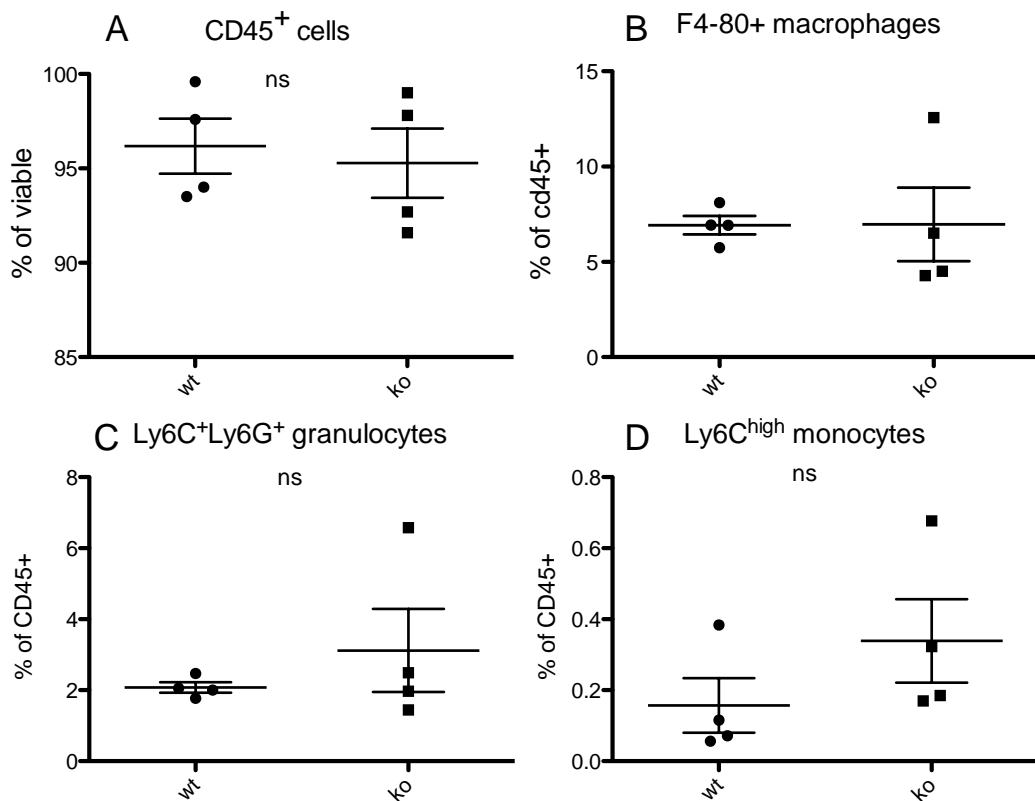 A CD45⁺ cells
ns
% of viable
100
95
90
85
wt
ko
B F4-80+ macrophages
% of cd45+
15
10
5
0
wt
ko
C Ly6C⁺Ly6G⁺ granulocytes
ns
% of CD45+
8
6
4
2
0
wt
ko
D Ly6Cʰⁱᵍʰ monocytes
ns
% of CD45+
0.8
0.6
0.4
0.2
0.0
wt
ko